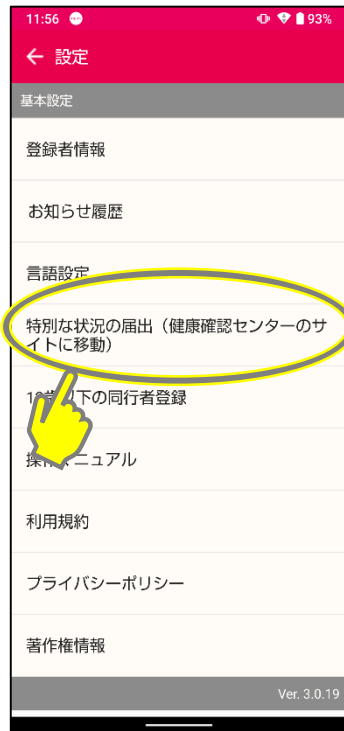 11:56 93%
設定
基本設定
登録者情報
お知らせ履歴
言語設定
特別な状況の届出（健康確認センターのサ
イトに移動）
下の同行者登録
ニュアル
利用規約
プライバシーポリシー
著作権情報
Ver. 3.0.19